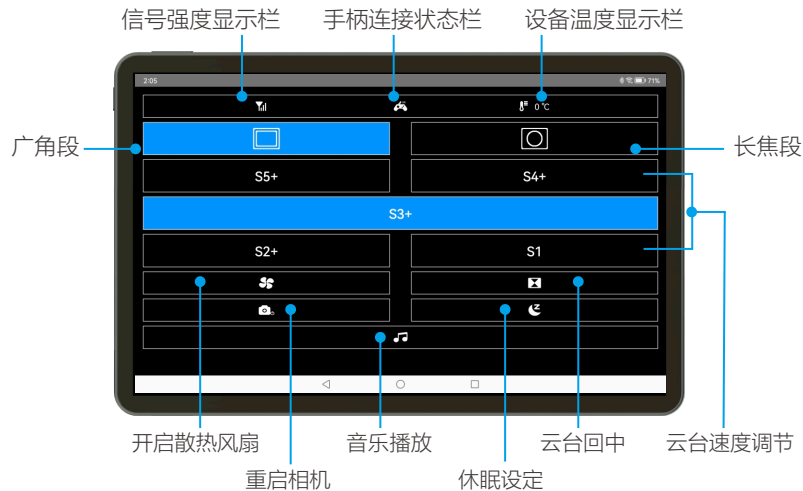 信号强度显示栏 手柄连接状态栏 设备温度显示栏
2:05 71%
0℃
广角段 长焦段
S5+ S4+
S3+
S2+ S1
开启散热风扇 音乐播放 云台回中 云台速度调节
重启相机 休眠设定